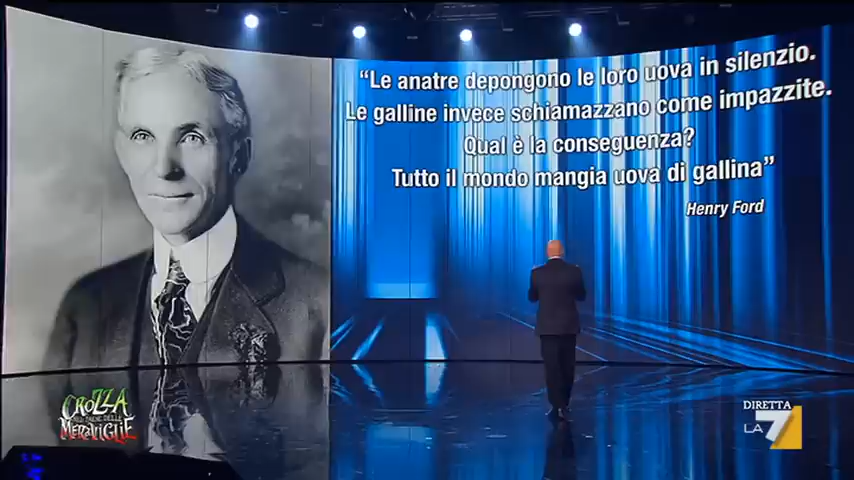 “Le anatre depongono le loro uova in silenzio.
Le galline invece schiamazzano come impazzite.
Qual è la conseguenza?
Tutto il mondo mangia uova di gallina”
Henry Ford
CROZZA
NEL PAESE DELLE
MERAVIGLIE
DIRETTA
LA7